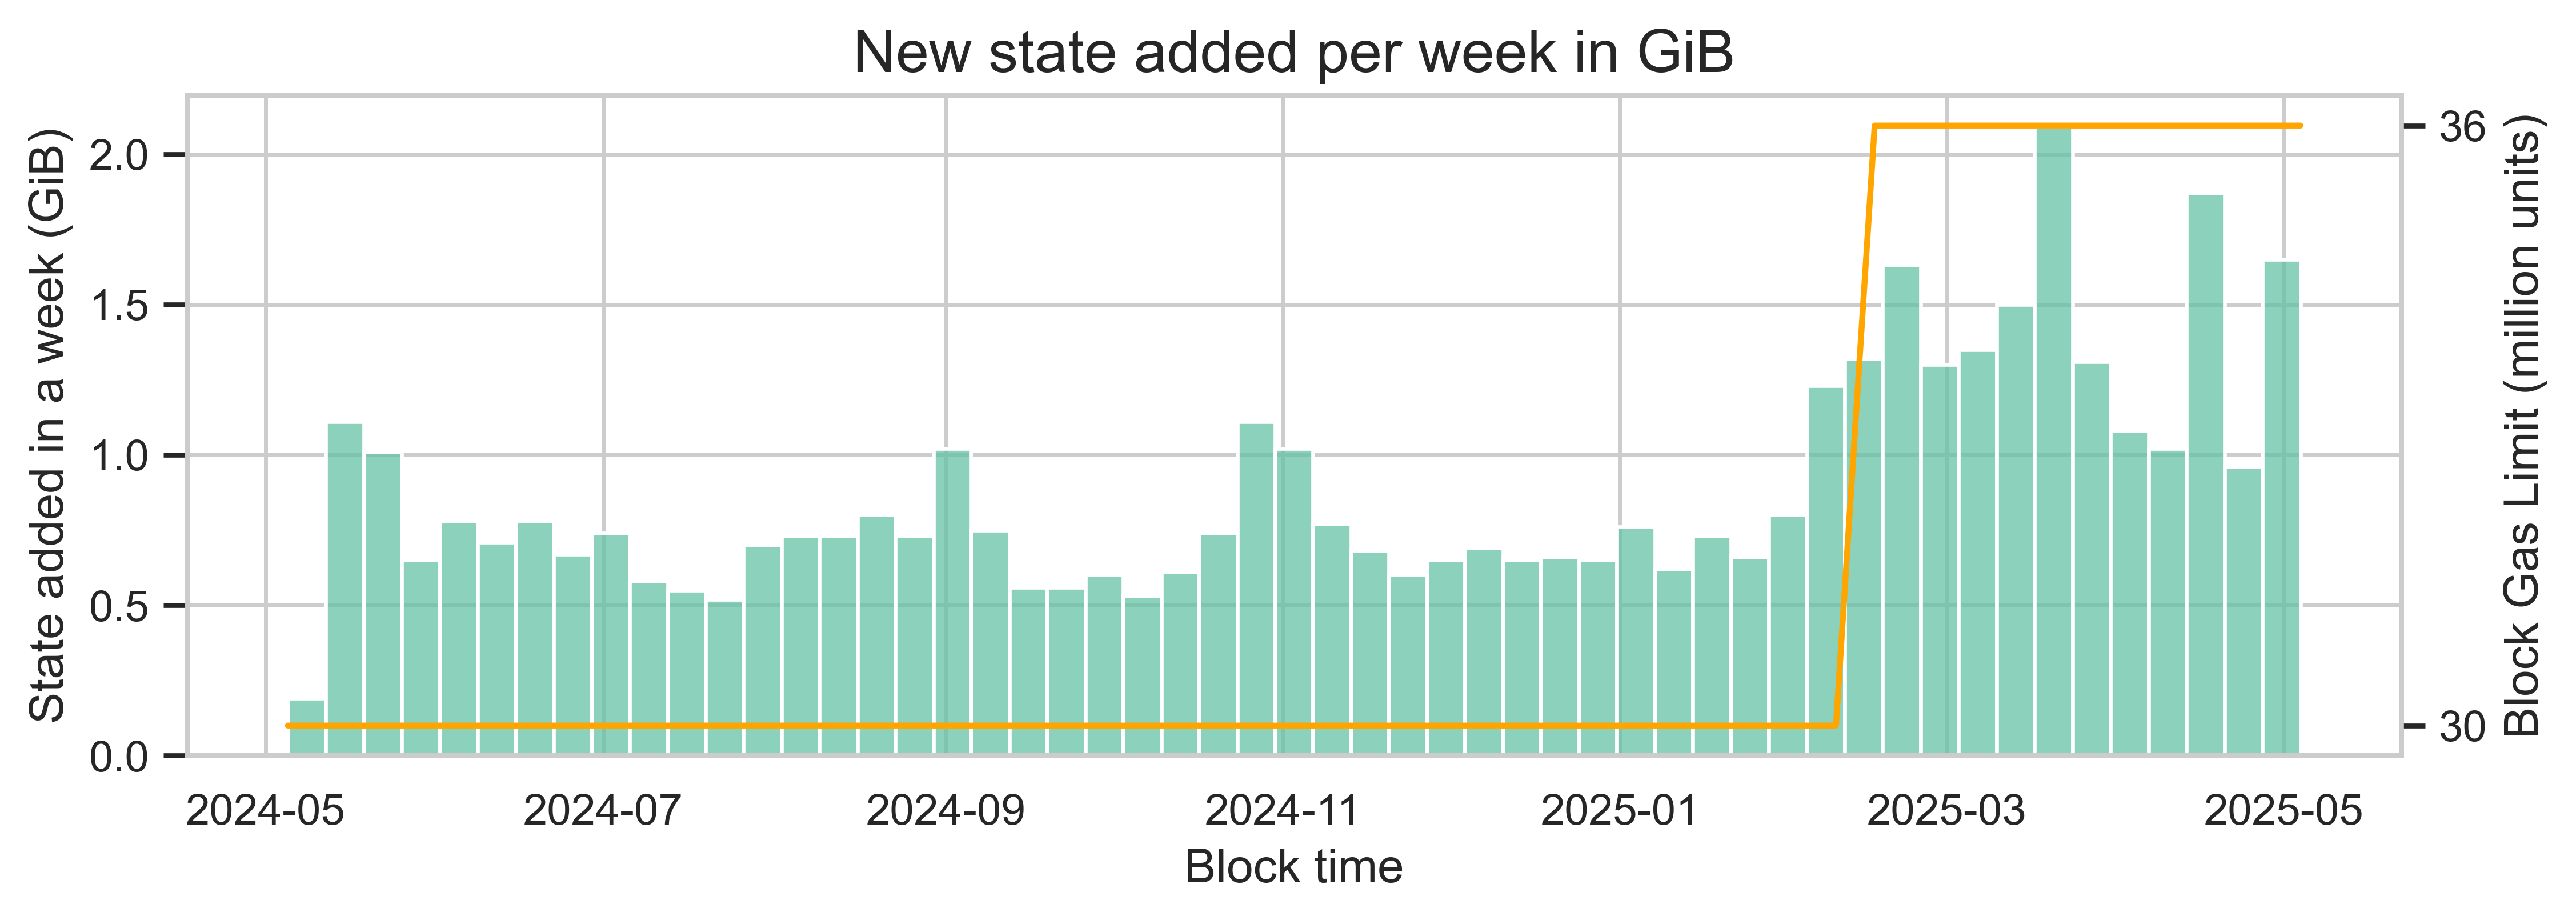 New state added per week in GiB
State added in a week (GiB)
2.0
1.5
1.0
0.5
0.0
36
30
Block Gas Limit (million units)
2024-05 2024-07 2024-09 2024-11 2025-01 2025-03 2025-05
Block time